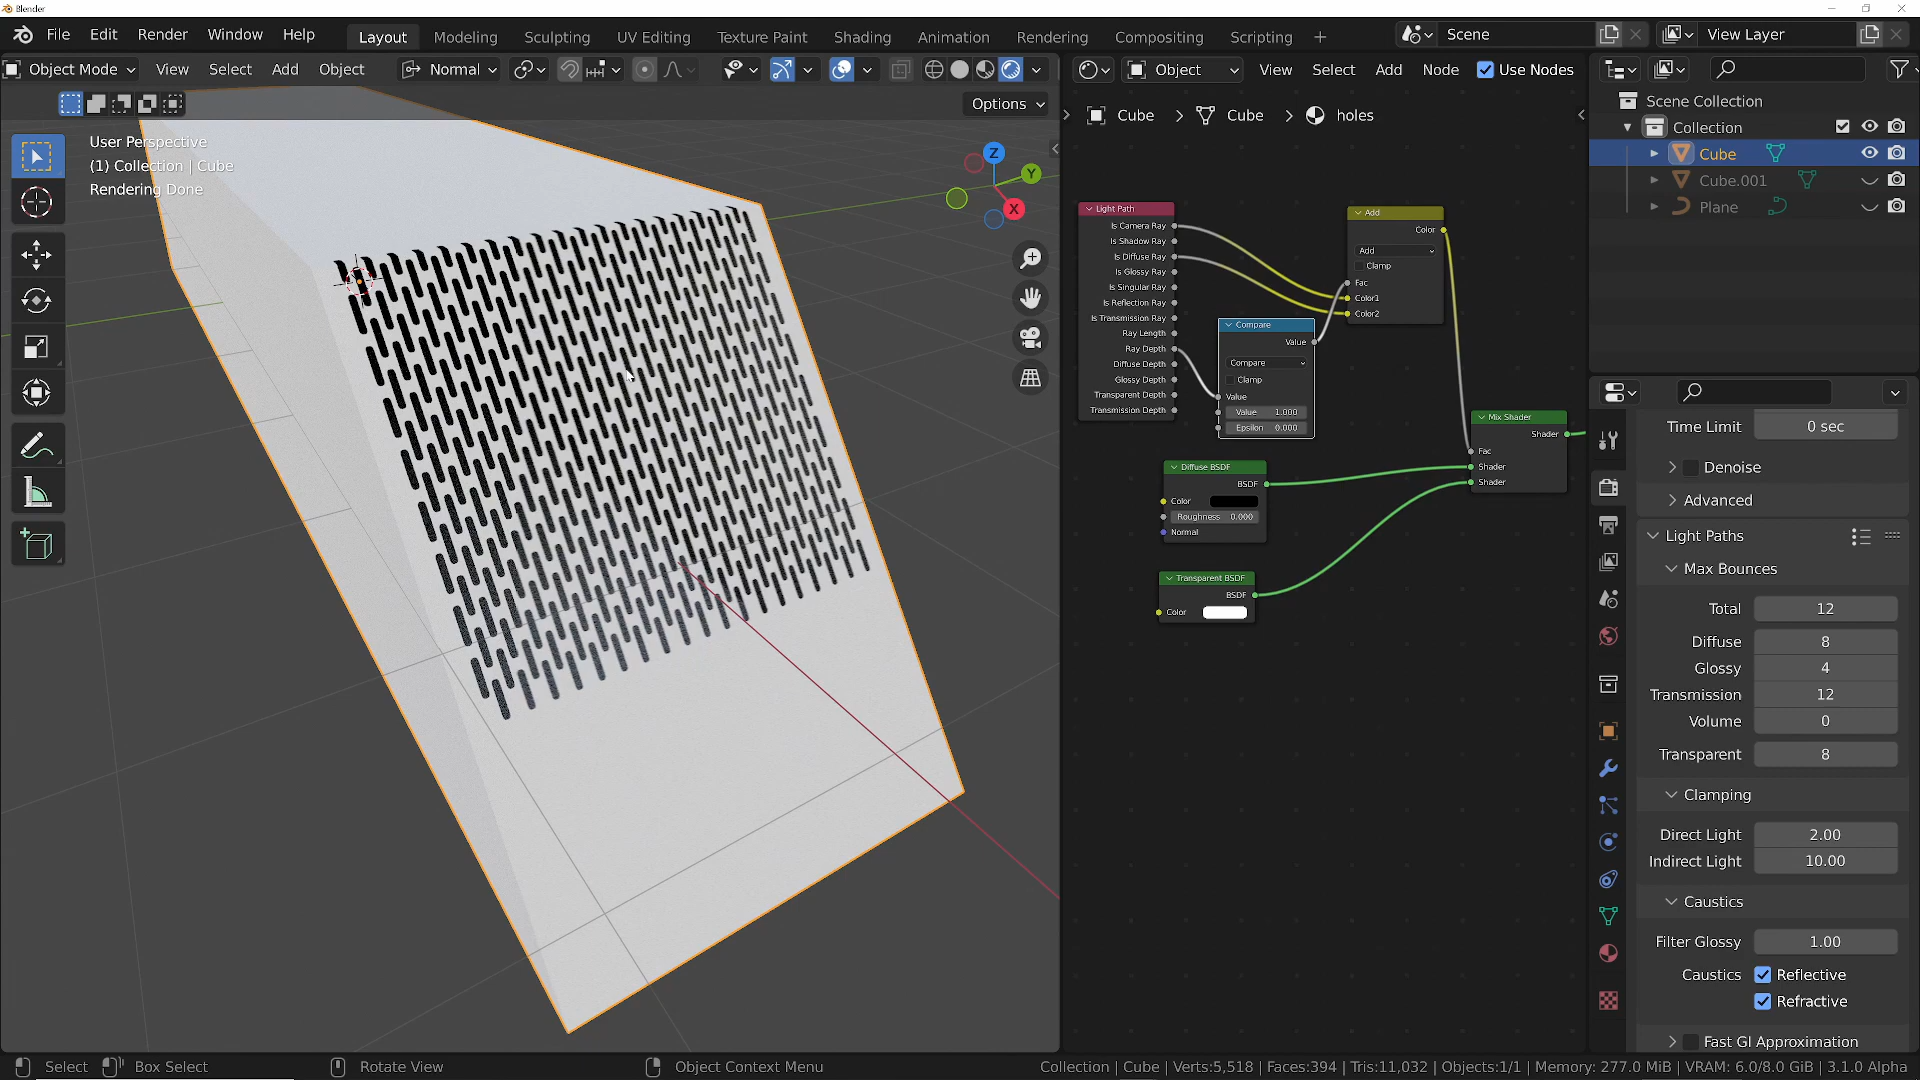 Blender
File Edit Render Window Help Layout Modeling Sculpting UV Editing Texture Paint Shading Animation Rendering Compositing Scripting + Scene View Layer
Object Mode View Select Add Object Normal
Options
User Perspective
(1) Collection | Cube
Rendering Done
Z
Y
X
Object View Select Add Node Use Nodes
Cube > Cube > holes
Light Path
Is Camera Ray
Is Shadow Ray
Is Diffuse Ray
Is Glossy Ray
Is Singular Ray
Is Reflection Ray
Is Transmission Ray
Ray Length
Ray Depth
Diffuse Depth
Glossy Depth
Transparent Depth
Transmission Depth
Compare
Value
Compare
Clamp
Value
Value 1.000
Epsilon 0.000
Add
Color
Add
Clamp
Fac
Color1
Color2
Diffuse BSDF
BSDF
Color
Roughness 0.000
Normal
Transparent BSDF
BSDF
Color
Mix Shader
Shader
Fac
Shader
Shader
Scene Collection
Collection
Cube
Cube.001
Plane
Time Limit 0 sec
Denoise
Advanced
Light Paths
Max Bounces
Total 12
Diffuse 8
Glossy 4
Transmission 12
Volume 0
Transparent 8
Clamping
Direct Light 2.00
Indirect Light 10.00
Caustics
Filter Glossy 1.00
Caustics Reflective
Refractive
Fast GI Approximation
Select Box Select Rotate View Object Context Menu Collection | Cube | Verts:5,518 | Faces:394 | Tris:11,032 | Objects:1/1 | Memory: 277.0 MiB | VRAM: 6.0/8.0 GiB | 3.1.0 Alpha